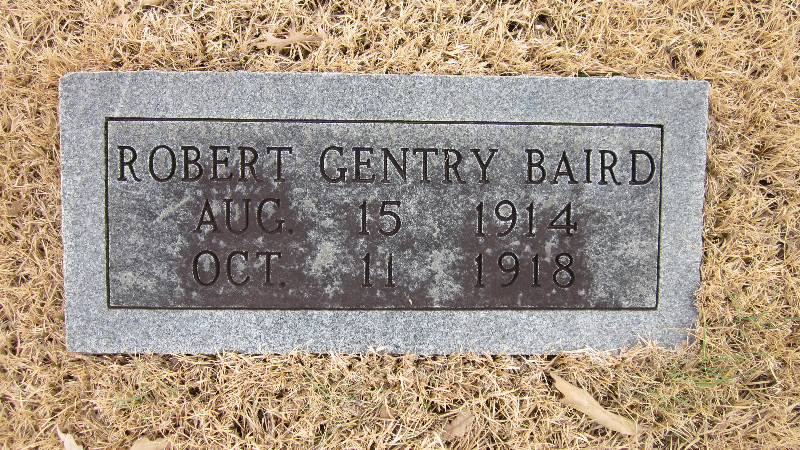 ROBERT GENTRY BAIRD
AUG. 15 1914
OCT. 11 1918